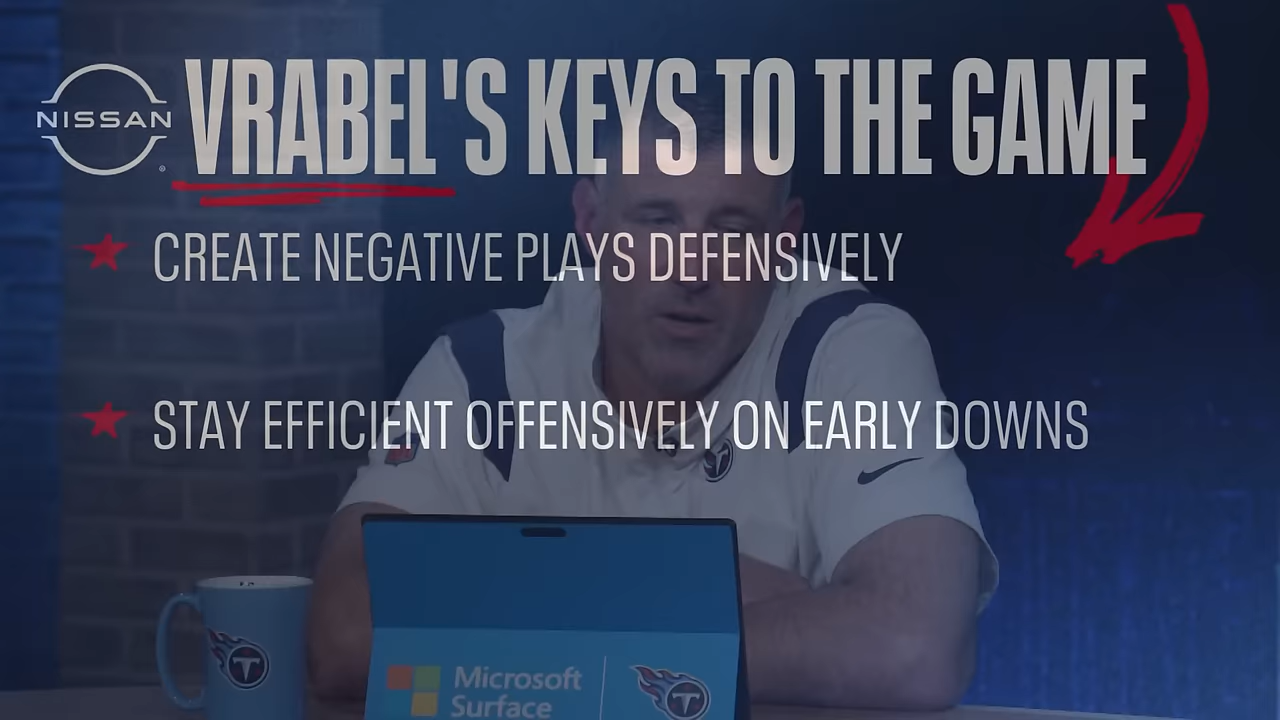 NISSAN
VRABEL'S KEYS TO THE GAME
CREATE NEGATIVE PLAYS DEFENSIVELY
STAY EFFICIENT OFFENSIVELY ON EARLY DOWNS
T
Microsoft
Surface